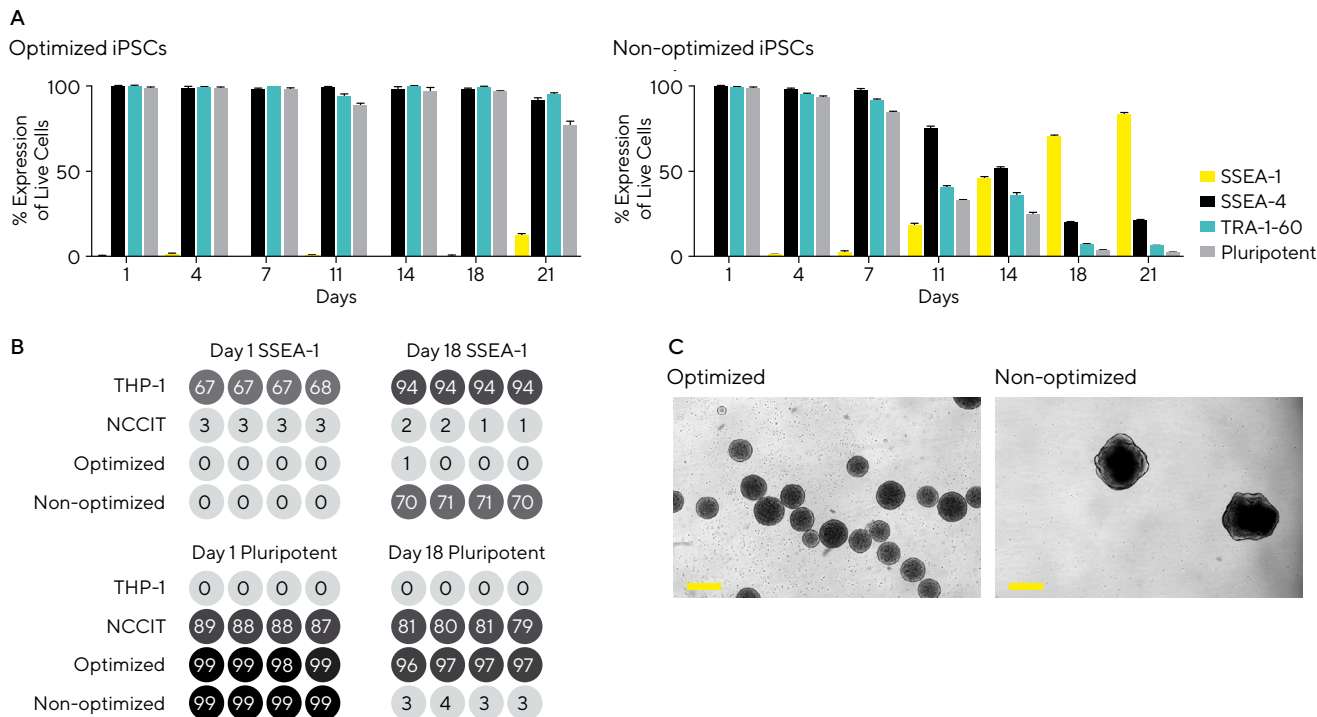 A
Optimized iPSCs
Non-optimized iPSCs
% Expression
of Live Cells
100
50
0
1 4 7 11 14 18 21
Days
% Expression
of Live Cells
100
50
0
1 4 7 11 14 18 21
Days
SSEA-1
SSEA-4
TRA-1-60
Pluripotent
B
Day 1 SSEA-1
Day 18 SSEA-1
THP-1 67 67 67 68 94 94 94 94
NCCIT 3 3 3 3 2 2 1 1
Optimized 0 0 0 0 1 0 0 0
Non-optimized 0 0 0 0 70 71 71 70
Day 1 Pluripotent
Day 18 Pluripotent
THP-1 0 0 0 0 0 0 0 0
NCCIT 89 88 88 87 81 80 81 79
Optimized 99 99 98 99 96 97 97 97
Non-optimized 99 99 99 99 3 4 3 3
C
Optimized
Non-optimized